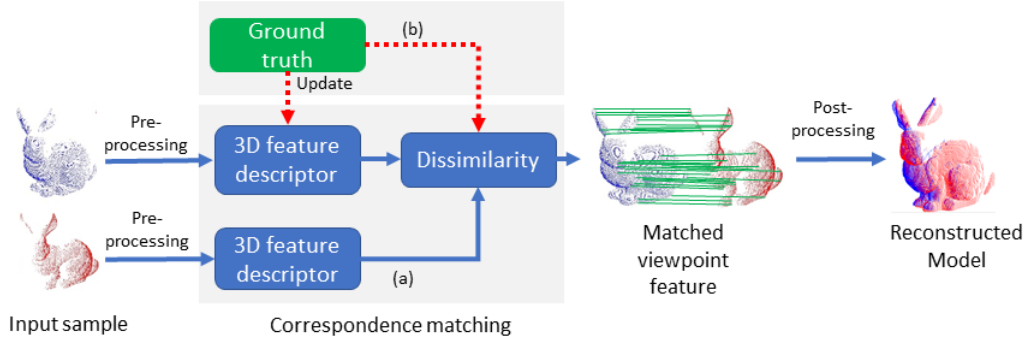 Ground
truth
(b)
Update
Pre-
processing
3D feature
descriptor
Dissimilarity
Post-
processing
Pre-
processing
3D feature
descriptor
(a)
Matched
viewpoint
feature
Reconstructed
Model
Input sample
Correspondence matching